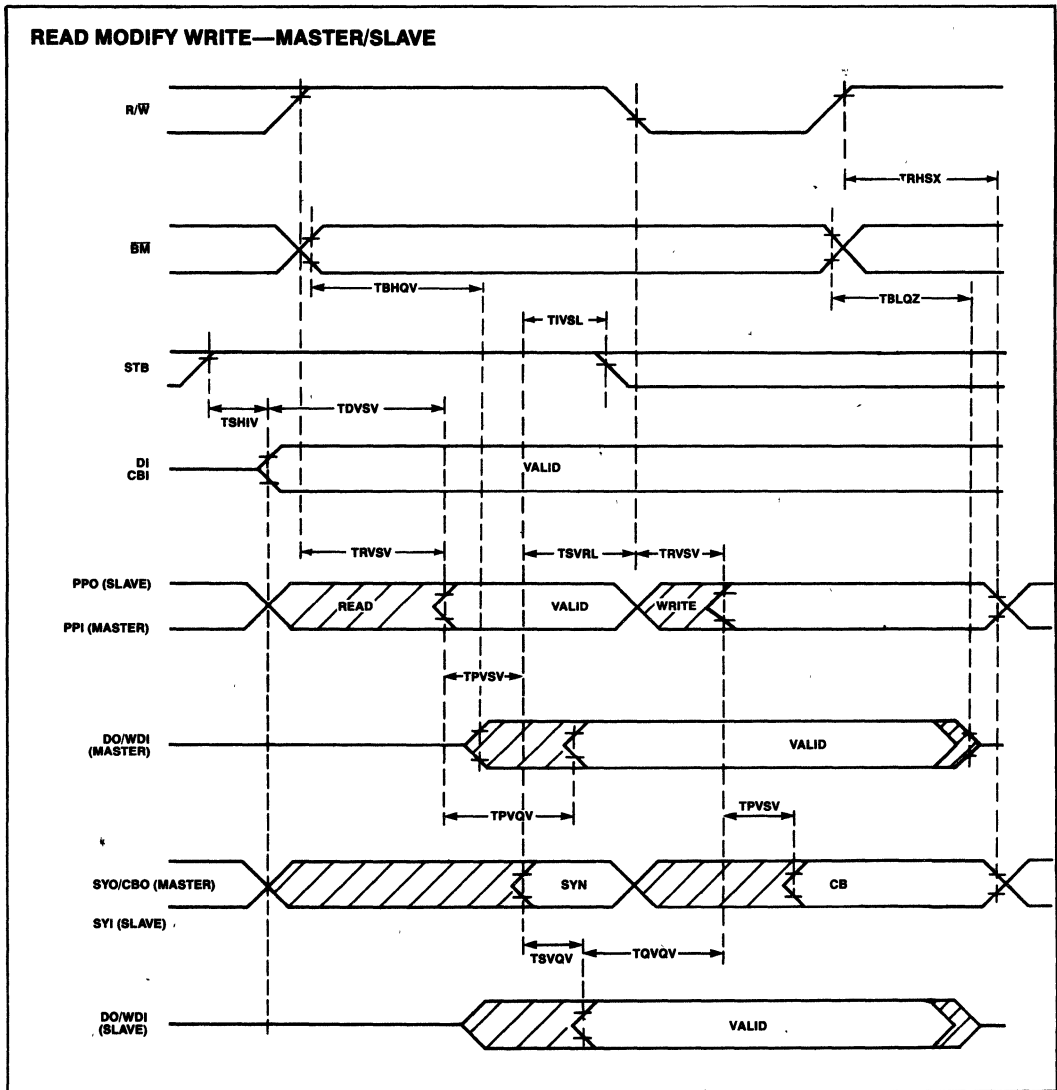 READ MODIFY WRITE—MASTER/SLAVE
R/W̅
TRHSX
B̅M̅
TBHQV
TBLQZ
TIVSL
STB
TSHIV
TDVSV
DI
CBI
VALID
TRVSV
TSVRL
TRVSV
PPO (SLAVE)
READ
VALID
WRITE
PPI (MASTER)
TPVSV
DO/WDI
(MASTER)
VALID
TPVQV
TPVSV
SYO/CBO (MASTER)
SYN
CB
SYI (SLAVE)
TSVQV
TQVQV
DO/WDI
(SLAVE)
VALID